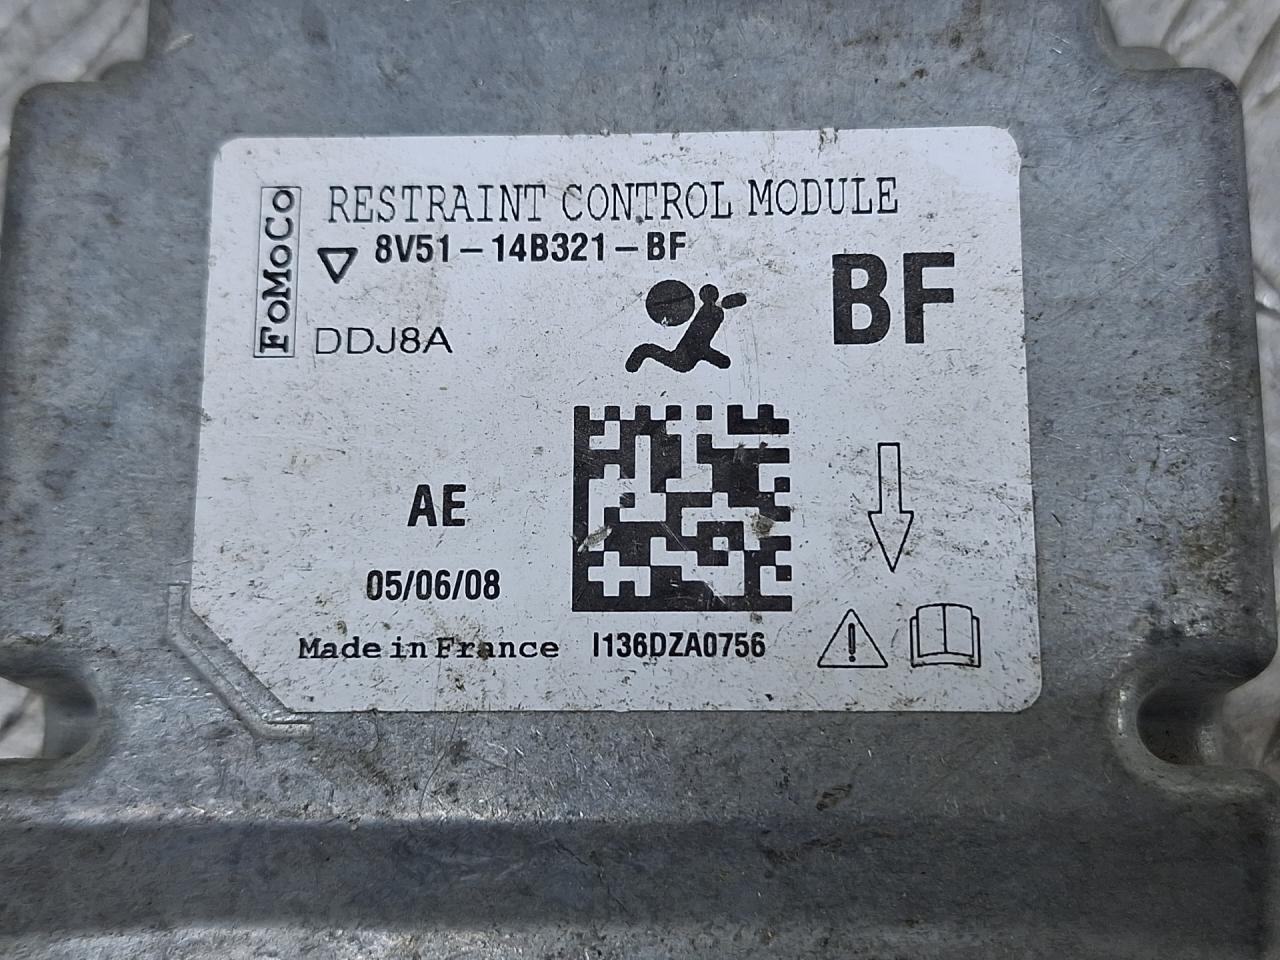 FoMoCo
RESTRAINT CONTROL MODULE
8V51-14B321-BF
BF
DDJ8A
AE
05/06/08
Made in France
I136DZA0756